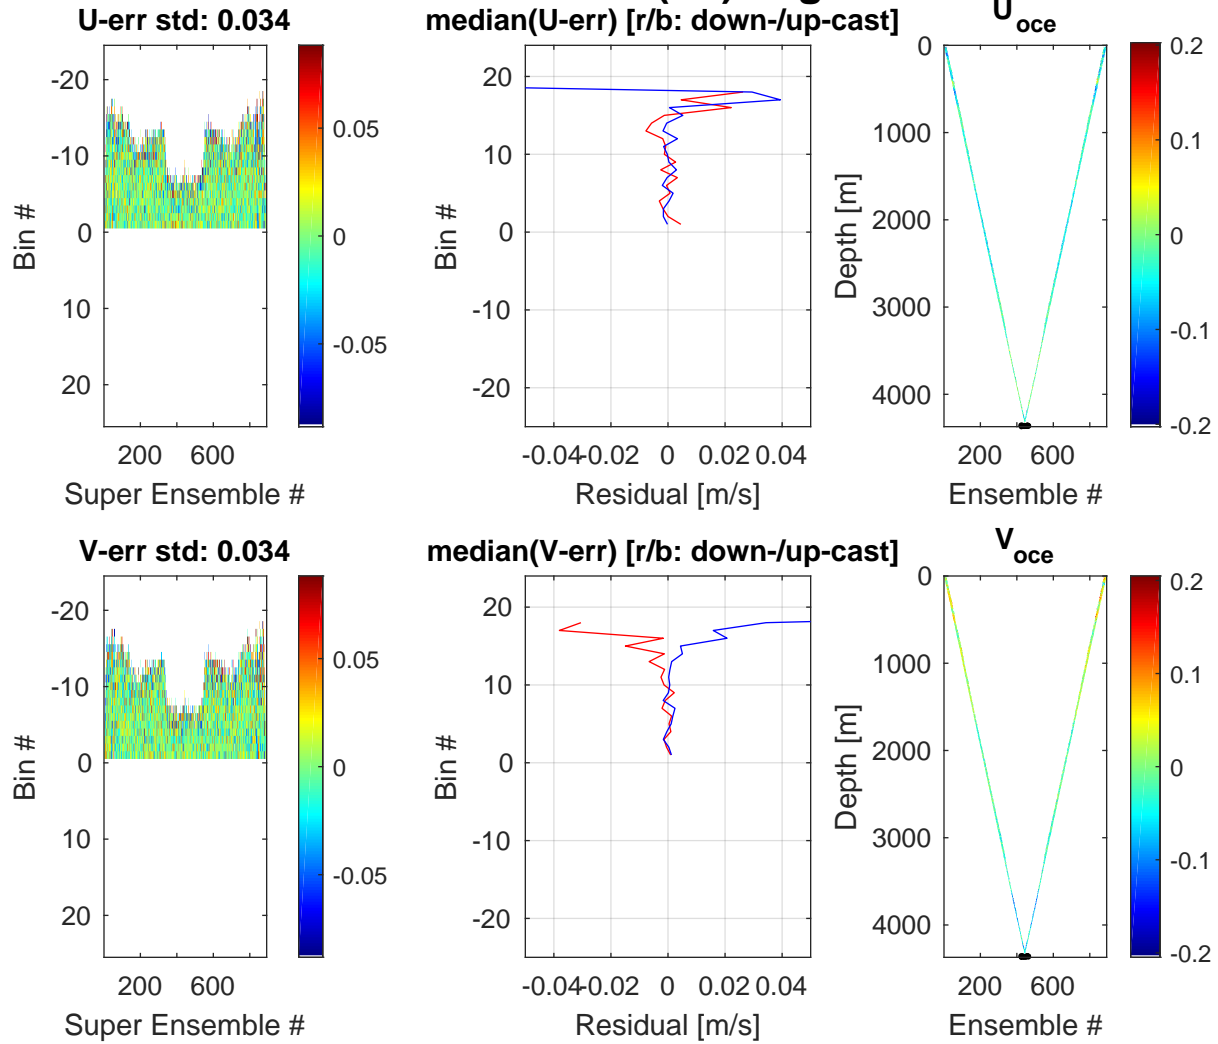 U-err std: 0.034
-20
-10
0
10
20
200 600
Super Ensemble #
Bin #
0.05
0
-0.05
median(U-err) [r/b: down-/up-cast]
20
10
0
-10
-20
-0.04 -0.02 0 0.02 0.04
Residual [m/s]
Bin #
U oce
0
1000
2000
3000
4000
200 600
Ensemble #
Depth [m]
0.2
0.1
0
-0.1
-0.2
V-err std: 0.034
-20
-10
0
10
20
200 600
Super Ensemble #
Bin #
0.05
0
-0.05
median(V-err) [r/b: down-/up-cast]
20
10
0
-10
-20
-0.04 -0.02 0 0.02 0.04
Residual [m/s]
Bin #
V oce
0
1000
2000
3000
4000
200 600
Ensemble #
Depth [m]
0.2
0.1
0
-0.1
-0.2